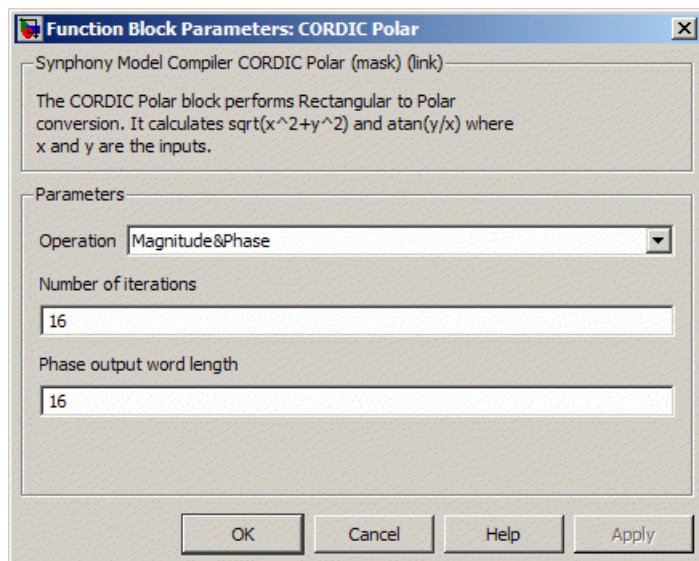 Function Block Parameters: CORDIC Polar
Synphony Model Compiler CORDIC Polar (mask) (link)
The CORDIC Polar block performs Rectangular to Polar
conversion. It calculates sqrt(x^2+y^2) and atan(y/x) where
x and y are the inputs.
Parameters
Operation Magnitude&Phase
Number of iterations
16
Phase output word length
16
OK Cancel Help Apply